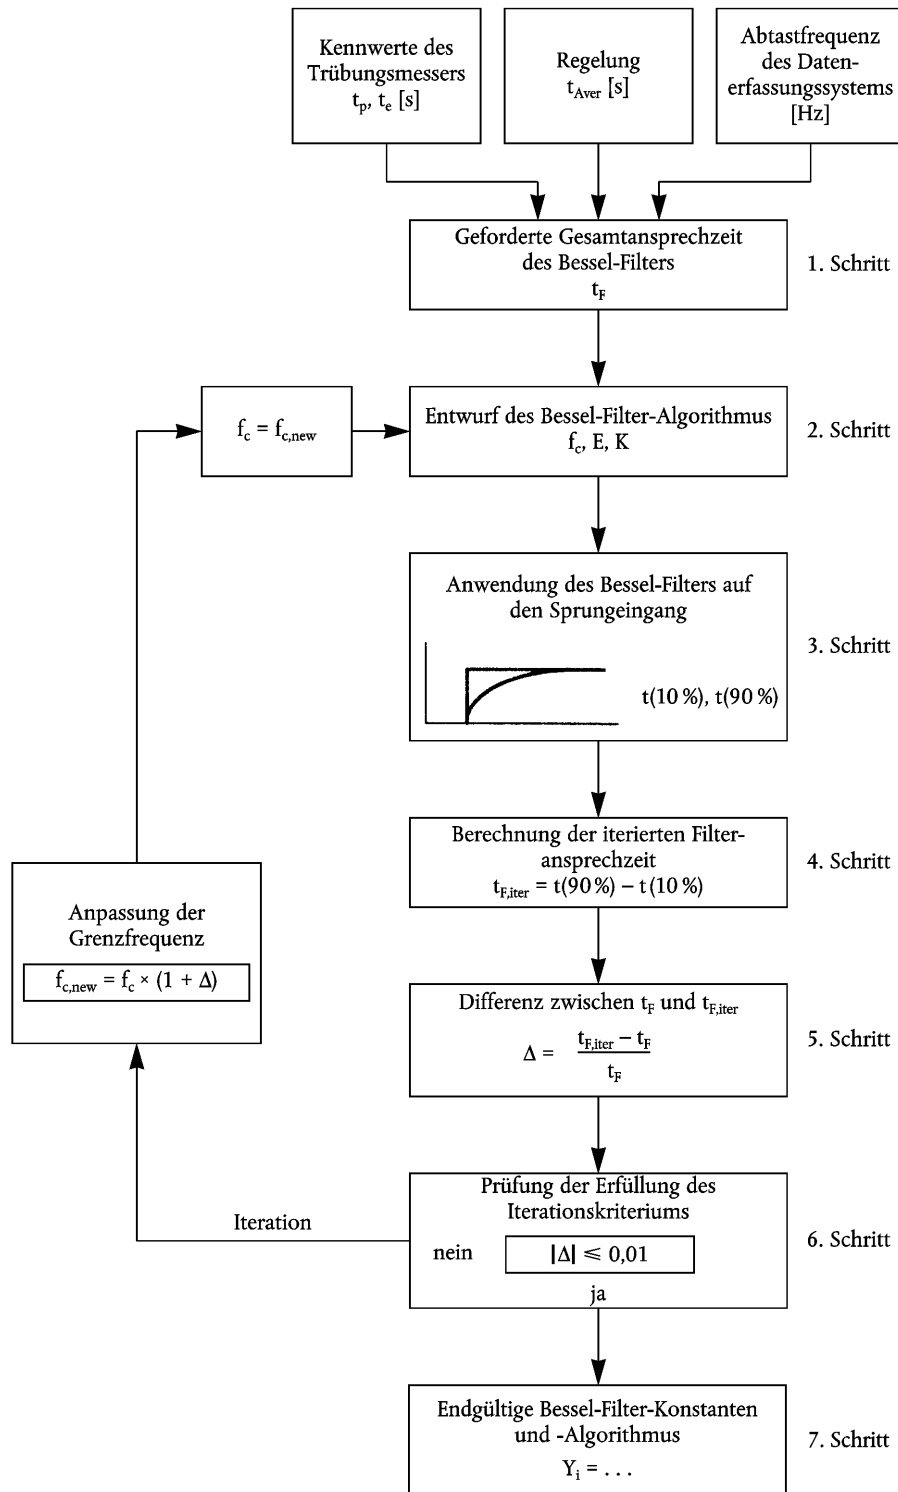 Kennwerte des
Trübungsmessers
tp, te [s]
Regelung
tAver [s]
Abtastfrequenz
des Daten-
erfassungssystems
[Hz]
Geforderte Gesamtansprechzeit
des Bessel-Filters
tF
1. Schritt
fc = fc,new
Entwurf des Bessel-Filter-Algorithmus
fc, E, K
2. Schritt
Anwendung des Bessel-Filters auf
den Sprungeingang
t(10 %), t(90 %)
3. Schritt
Berechnung der iterierten Filter-
ansprechzeit
tF,iter = t(90 %) – t(10 %)
4. Schritt
Anpassung der
Grenzfrequenz
fc,new = fc × (1 + Δ)
Differenz zwischen tF und tF,iter
Δ = tF,iter – tF
tF
5. Schritt
Prüfung der Erfüllung des
Iterationskriteriums
Iteration
nein
|Δ| ⩽ 0,01
ja
6. Schritt
Endgültige Bessel-Filter-Konstanten
und -Algorithmus
Yi = . . .
7. Schritt